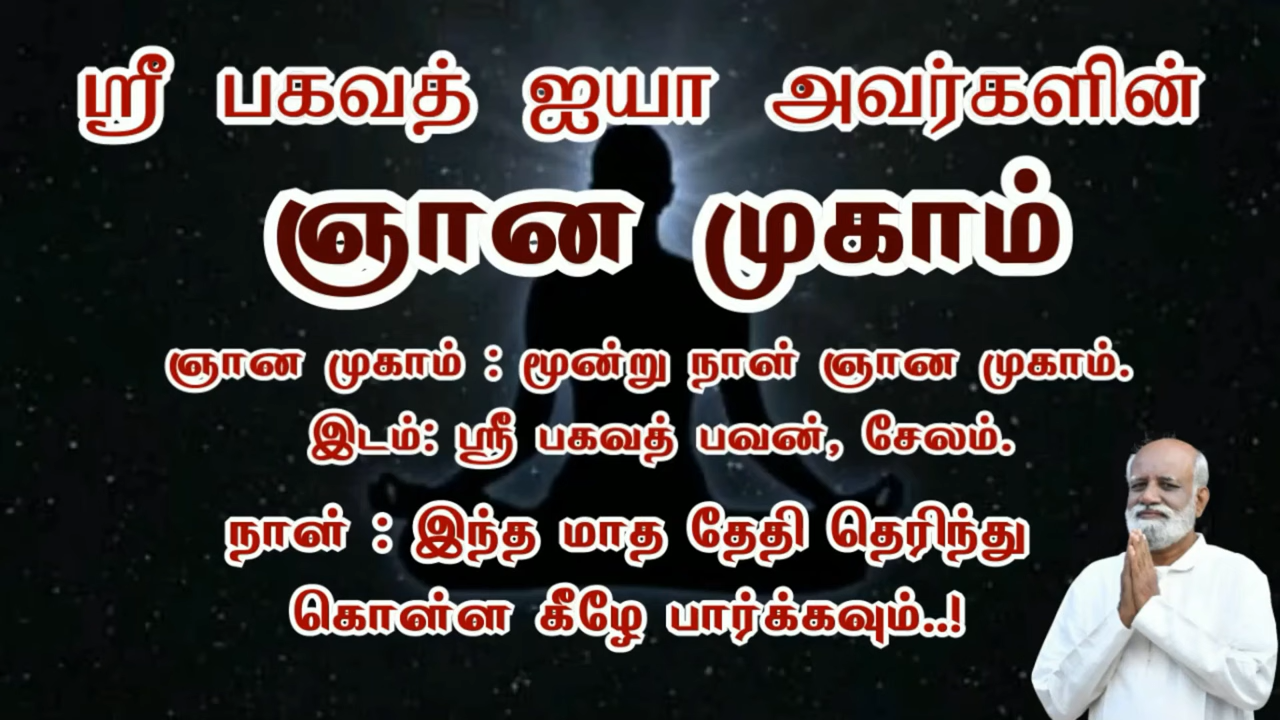 ஸ்ரீ பகவத் ஐயா அவர்களின்
ஞான முகாம்
ஞான முகாம் : மூன்று நாள் ஞான முகாம்.
இடம்: ஸ்ரீ பகவத் பவன், சேலம்.
நாள் : இந்த மாத தேதி தெரிந்து
கொள்ள கீழே பார்க்கவும்..!